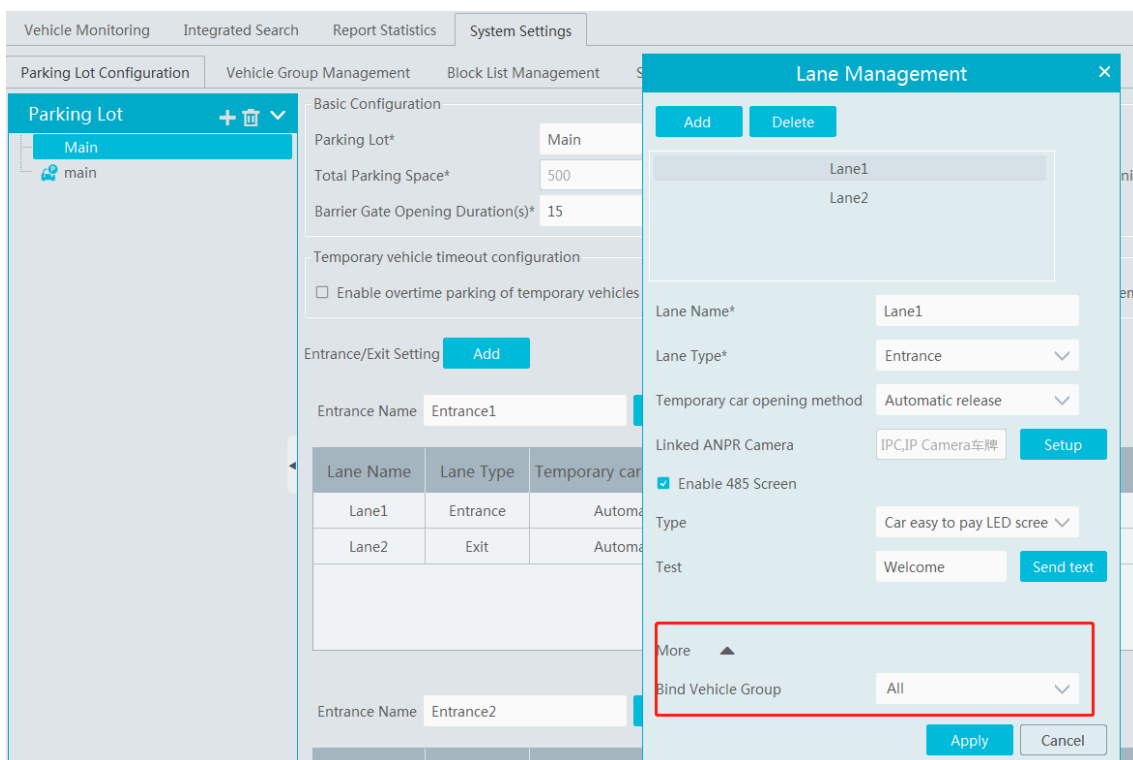 Vehicle Monitoring Integrated Search Report Statistics System Settings
Parking Lot Configuration Vehicle Group Management Block List Management
Parking Lot
Main
main
Basic Configuration
Parking Lot* Main
Total Parking Space* 500
Barrier Gate Opening Duration(s)* 15
Temporary vehicle timeout configuration
Enable overtime parking of temporary vehicles
Entrance/Exit Setting Add
Entrance Name Entrance1
Lane Name Lane Type Temporary car
Lane1 Entrance Automa
Lane2 Exit Automa
Entrance Name Entrance2
Lane Management
Add Delete
Lane1
Lane2
Lane Name* Lane1
Lane Type* Entrance
Temporary car opening method Automatic release
Linked ANPR Camera IPC,IP Camera车牌 Setup
Enable 485 Screen
Type Car easy to pay LED scree
Test Welcome Send text
More
Bind Vehicle Group All
Apply Cancel